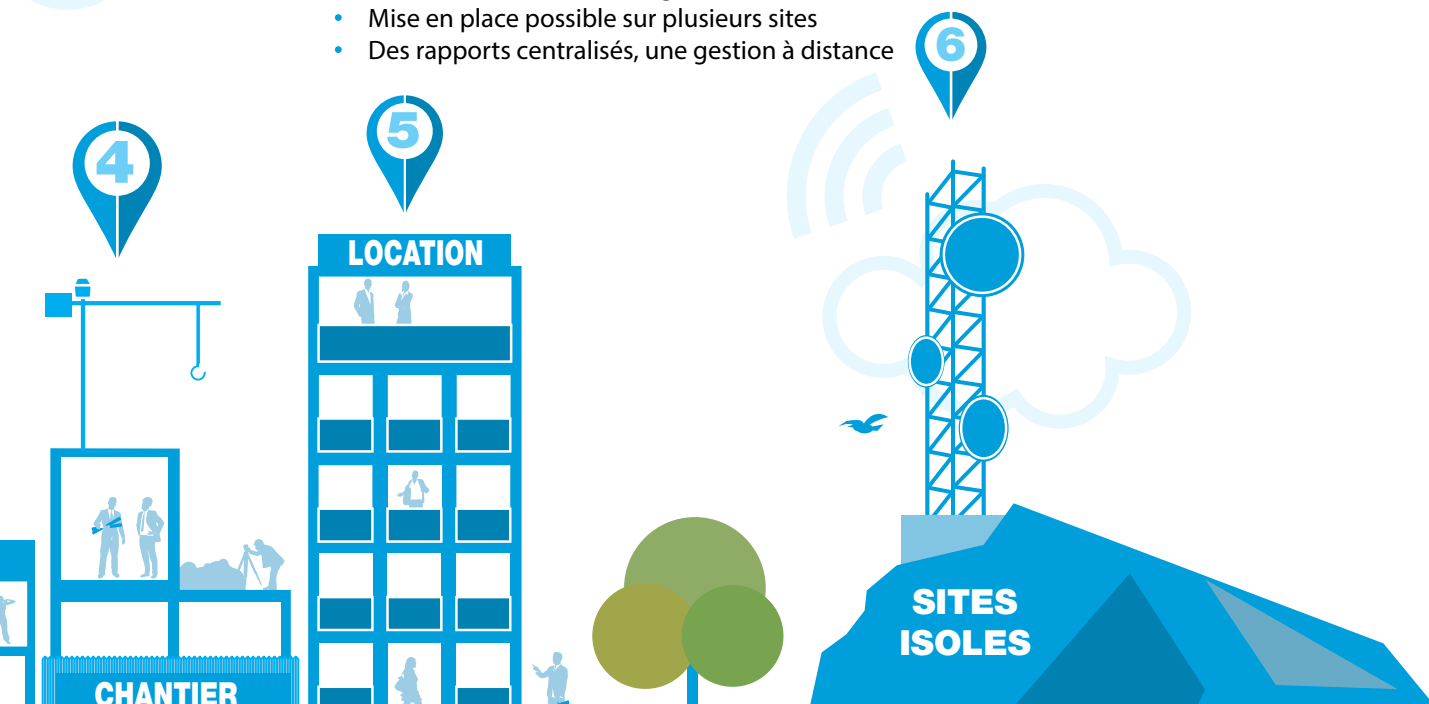 • Mise en place possible sur plusieurs sites
• Des rapports centralisés, une gestion à distance
6
5
4
LOCATION
SITES
ISOLES
CHANTIER